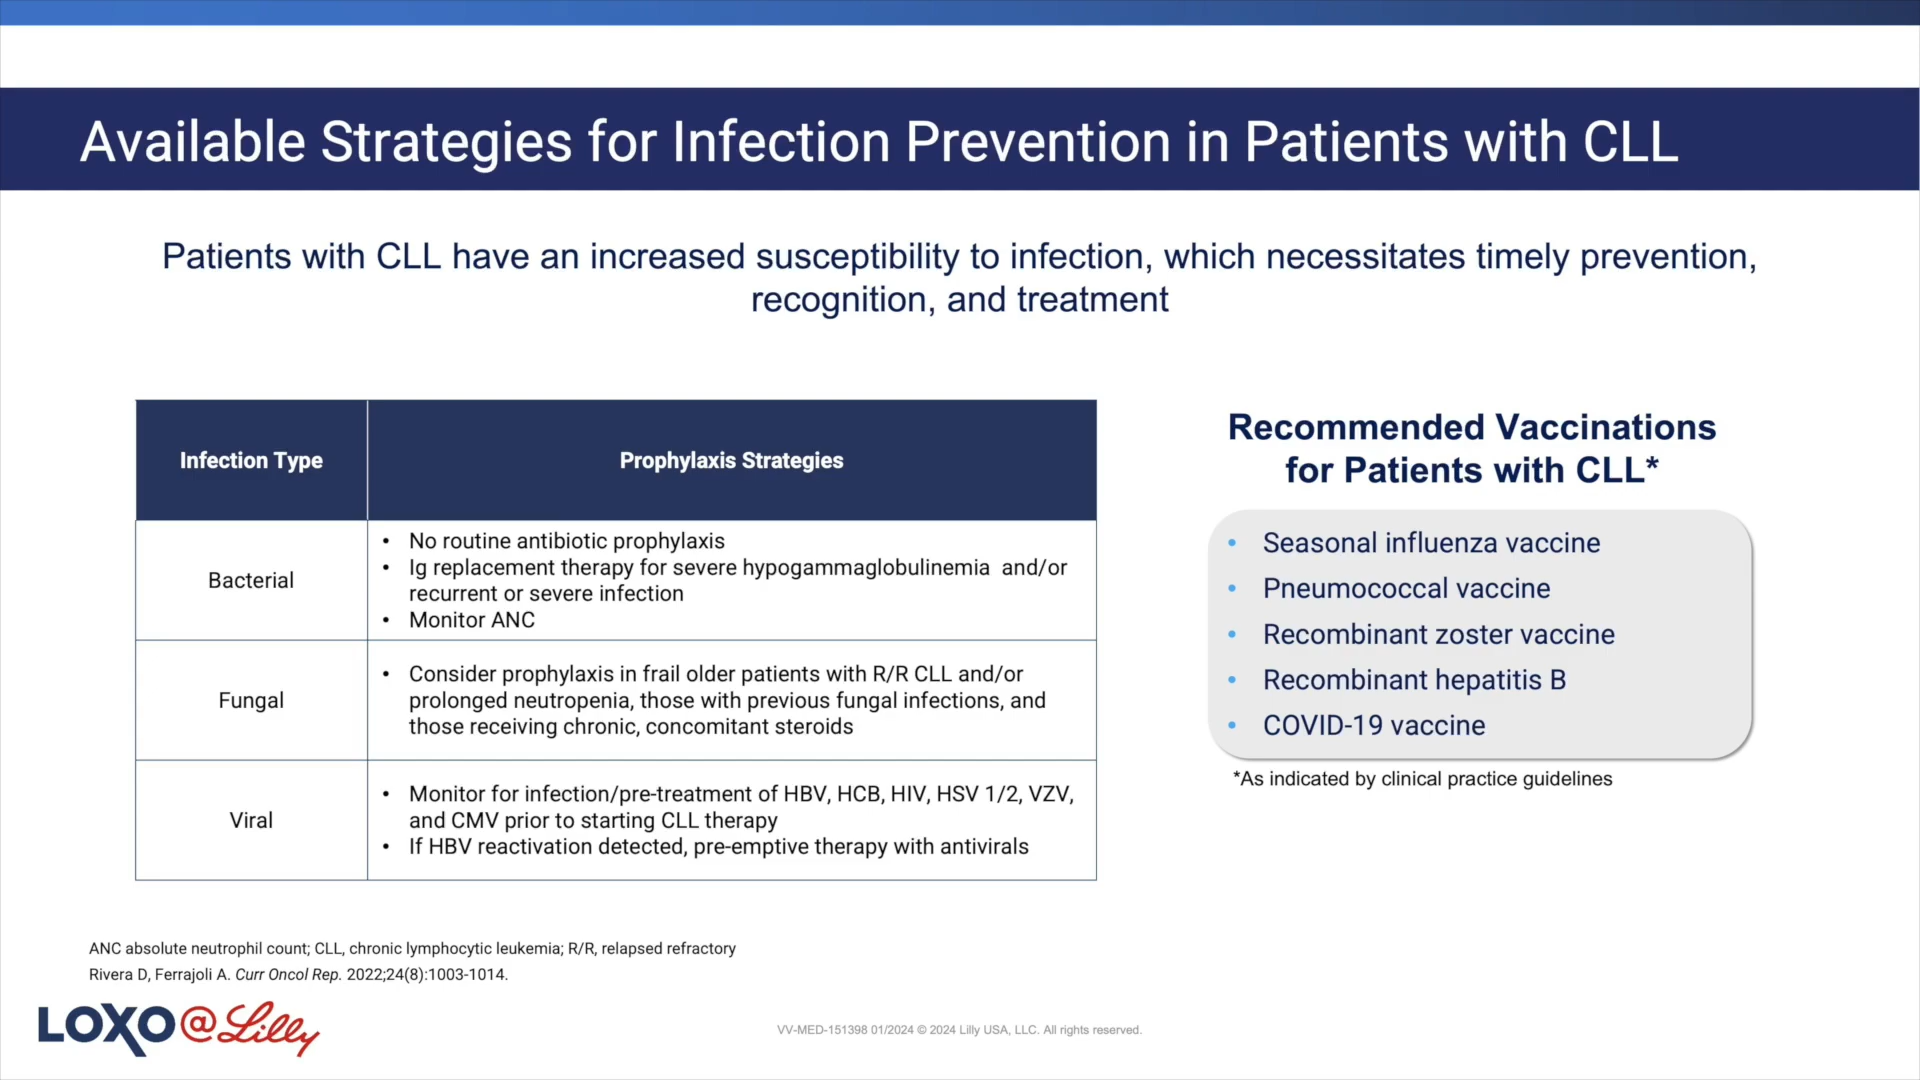 Available Strategies for Infection Prevention in Patients with CLL
Patients with CLL have an increased susceptibility to infection, which necessitates timely prevention,
recognition, and treatment
Infection Type
Prophylaxis Strategies
Bacterial
• No routine antibiotic prophylaxis
• Ig replacement therapy for severe hypogammaglobulinemia and/or
recurrent or severe infection
• Monitor ANC
Fungal
• Consider prophylaxis in frail older patients with R/R CLL and/or
prolonged neutropenia, those with previous fungal infections, and
those receiving chronic, concomitant steroids
Viral
• Monitor for infection/pre-treatment of HBV, HCB, HIV, HSV 1/2, VZV,
and CMV prior to starting CLL therapy
• If HBV reactivation detected, pre-emptive therapy with antivirals
Recommended Vaccinations
for Patients with CLL*
• Seasonal influenza vaccine
• Pneumococcal vaccine
• Recombinant zoster vaccine
• Recombinant hepatitis B
• COVID-19 vaccine
*As indicated by clinical practice guidelines
ANC absolute neutrophil count; CLL, chronic lymphocytic leukemia; R/R, relapsed refractory
Rivera D, Ferrajoli A. Curr Oncol Rep. 2022;24(8):1003-1014.
LOXO@Lilly
VV-MED-151398 01/2024 © 2024 Lilly USA, LLC. All rights reserved.